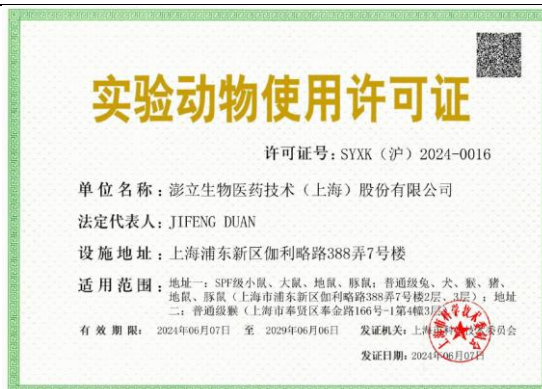 实验动物使用许可证
许可证号：SYXK（沪）2024-0016
单位名称：澎立生物医药技术（上海）股份有限公司
法定代表人：JIFENG DUAN
设施地址：上海浦东新区伽利略路388弄7号楼
适用范围：地址一：SPF级小鼠、大鼠、地鼠、豚鼠；普通级兔、犬、猴、猪、
地鼠、豚鼠（上海市浦东新区伽利略路388弄7号楼2层、3层）；地址
二：普通级猴（上海市奉贤区奉金路166号-1第4幢3层）
有效期限：2024年06月07日 至 2029年06月06日 发证机关：上海市科学技术委员会
发证日期：2024年06月07日